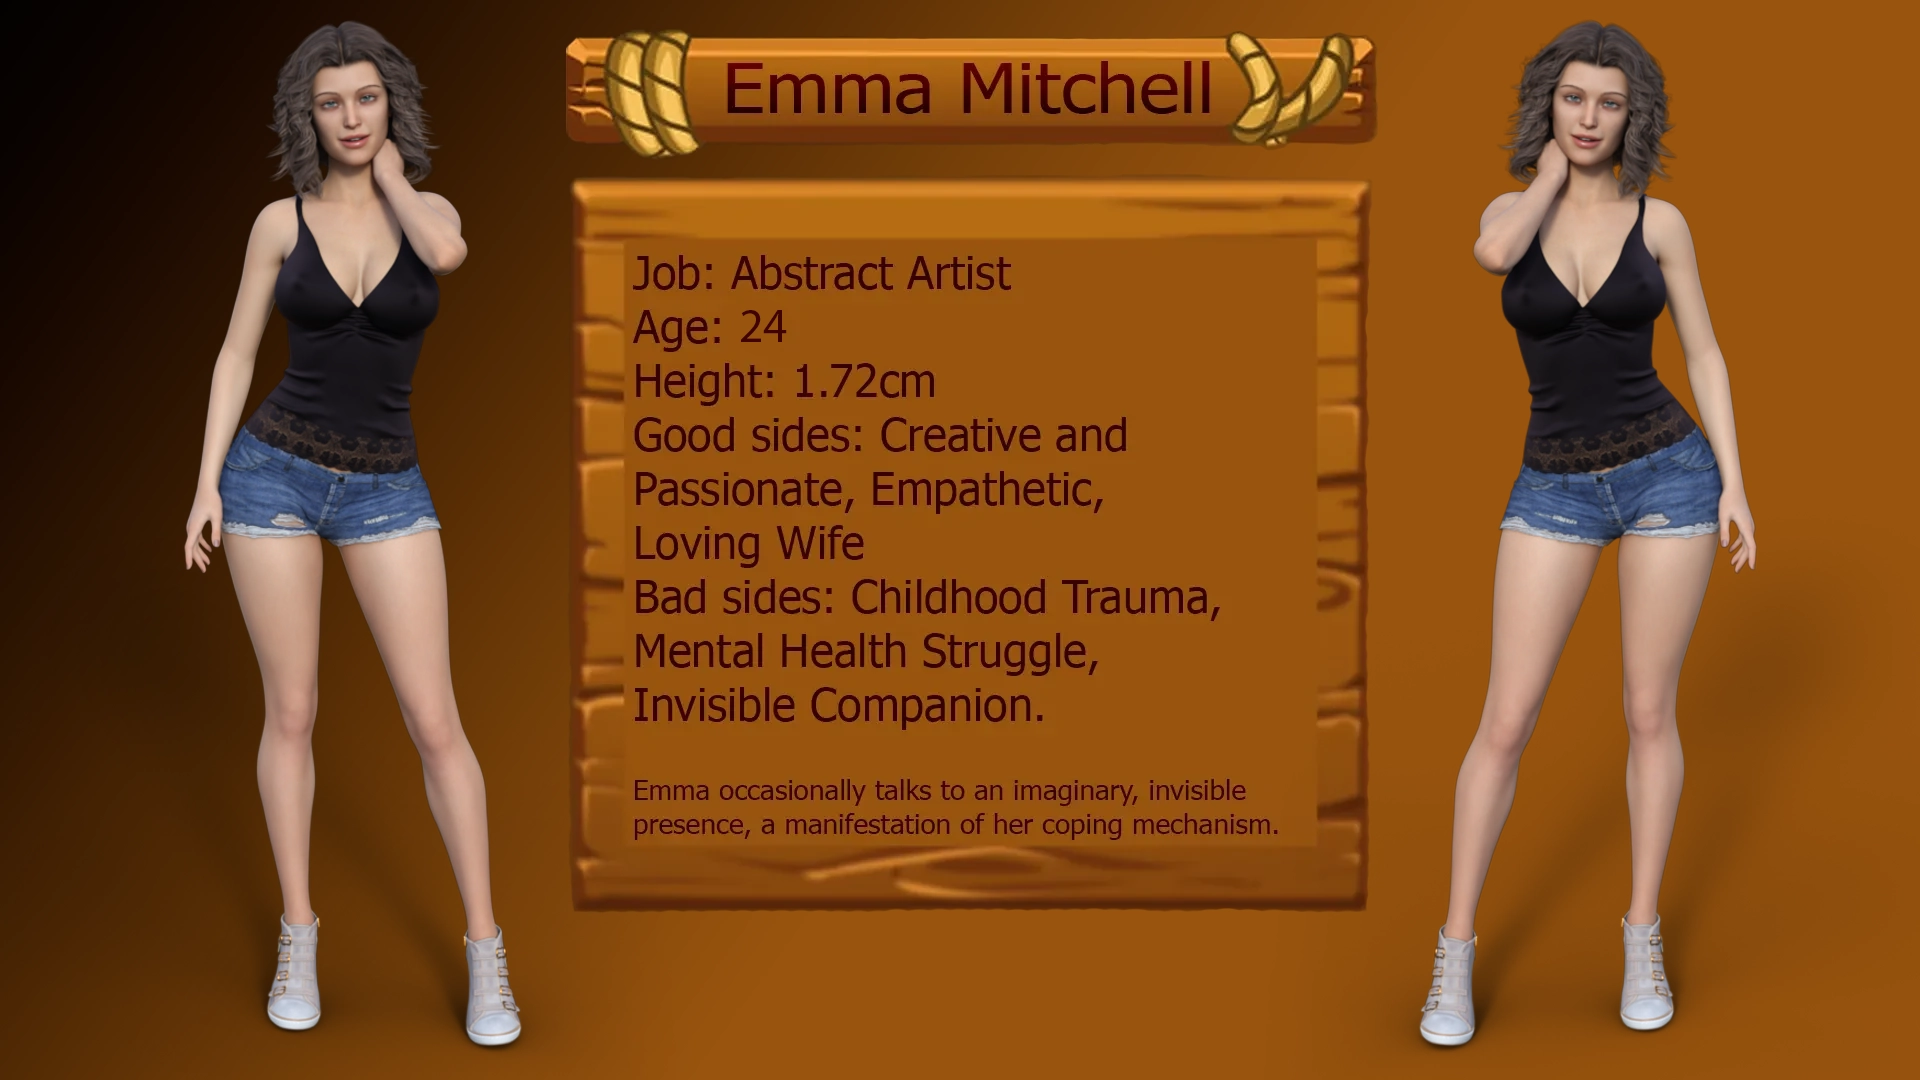 Emma Mitchell
Job: Abstract Artist
Age: 24
Height: 1.72cm
Good sides: Creative and
Passionate, Empathetic,
Loving Wife
Bad sides: Childhood Trauma,
Mental Health Struggle,
Invisible Companion.
Emma occasionally talks to an imaginary, invisible
presence, a manifestation of her coping mechanism.